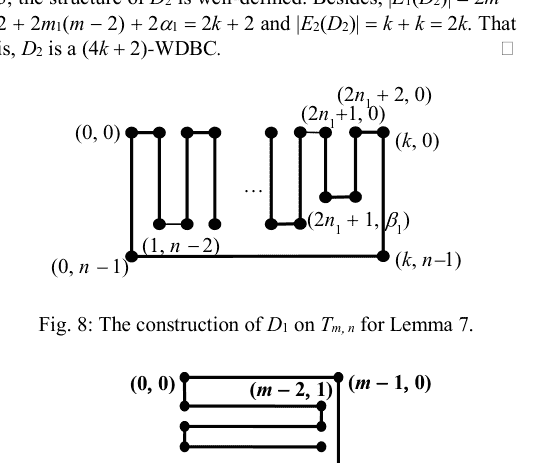 2 + 2m₁(m − 2) + 2α₁ = 2k + 2 and |E₂(D₂)| = k + k = 2k. That
is, D₂ is a (4k + 2)-WDBC. □
(2n₁ + 2, 0)
(2n₁+1, 0)
(0, 0)
(k, 0)
...
(2n₁ + 1, β₁)
(1, n − 2)
(0, n − 1)
(k, n–1)
Fig. 8: The construction of D₁ on Tₘ, ₙ for Lemma 7.
(0, 0)
(m − 2, 1)
(m − 1, 0)